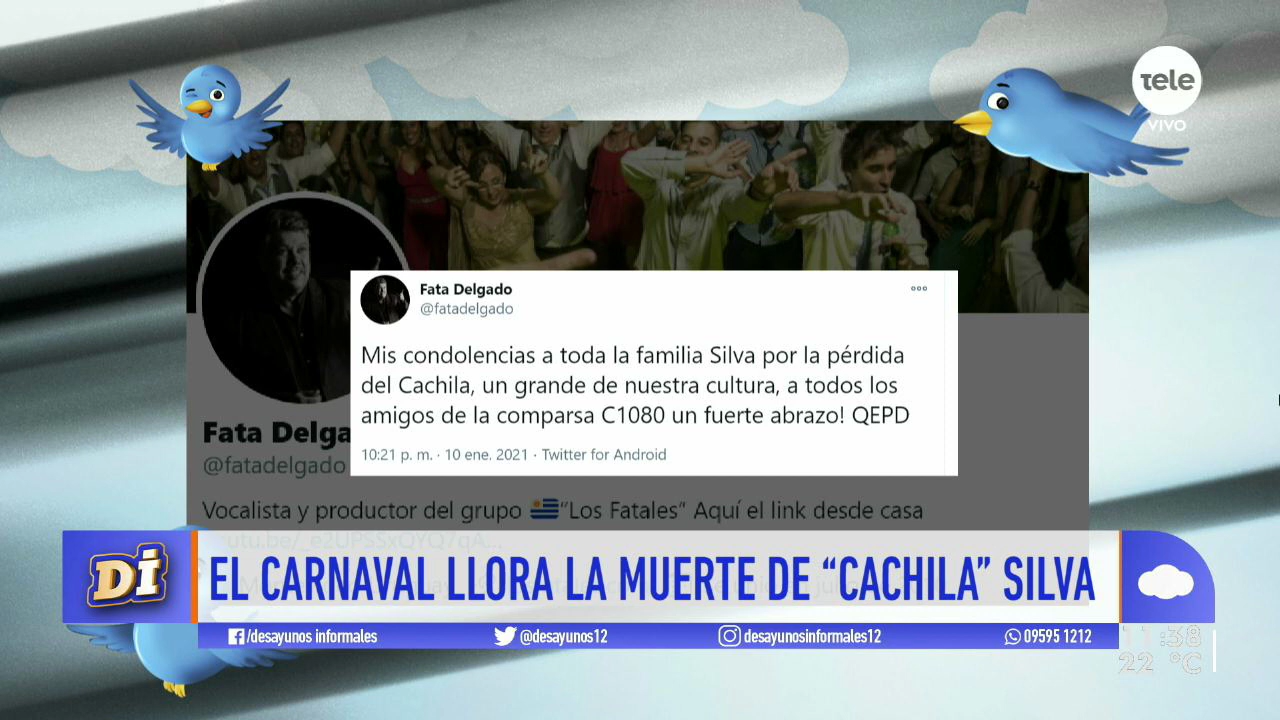 tele
VIVO
Fata Delgado
@fatadelgado
Mis condolencias a toda la familia Silva por la pérdida
del Cachila, un grande de nuestra cultura, a todos los
amigos de la comparsa C1080 un fuerte abrazo! QEPD
10:21 p. m. · 10 ene. 2021 · Twitter for Android
Fata Delga
@fatadelgado
Vocalista y productor del grupo "Los Fatales" Aquí el link desde casa
Di
EL CARNAVAL LLORA LA MUERTE DE “CACHILA” SILVA
/desayunos informales
@desayunos12
desayunosinformales12
09595 1212
11:38
22 °C